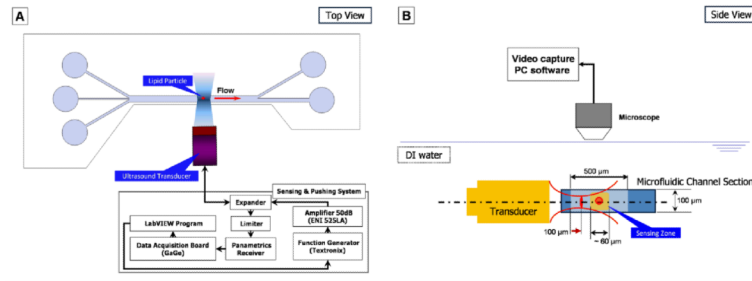 A
Top View
Lipid Particle
Flow
Ultrasound Transducer
Sensing & Pushing System
Expander
LabVIEW Program
Limiter
Amplifier 50dB
(ENI 525LA)
Data Acquisition Board
(GaGe)
Panametrics
Receiver
Function Generator
(Textronix)
B
Side View
Video capture
PC software
Microscope
DI water
500 µm
Microfluidic Channel Section
100 µm
Transducer
Sensing Zone
100 µm
~ 60 µm